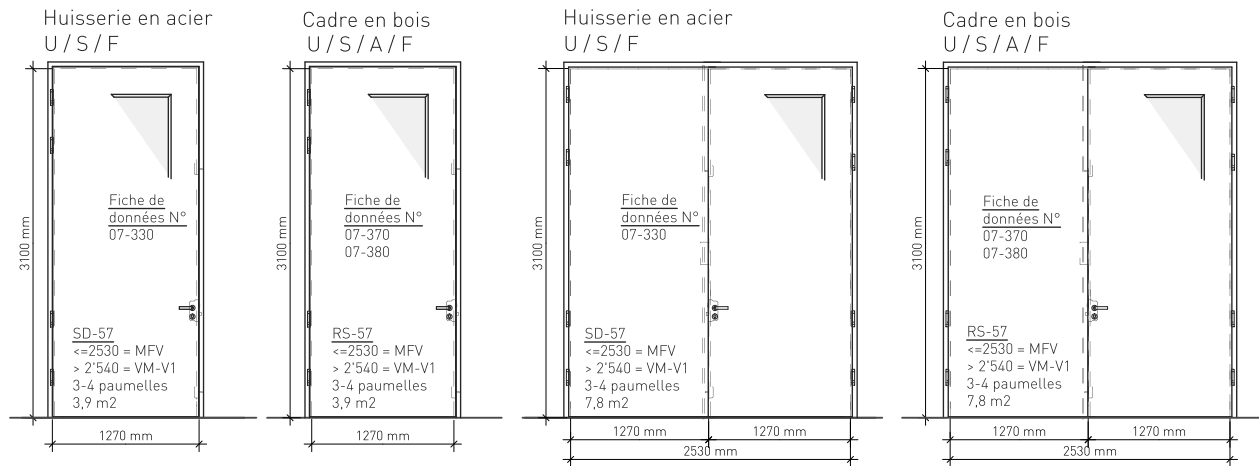 Huisserie en acier
U / S / F
3100 mm
Fiche de
données N°
07-330
SD-57
<=2530 = MFV
> 2'540 = VM-V1
3-4 paumelles
3,9 m2
1270 mm
Cadre en bois
U / S / A / F
3100 mm
Fiche de
données N°
07-370
07-380
RS-57
<=2530 = MFV
> 2'540 = VM-V1
3-4 paumelles
3,9 m2
1270 mm
Huisserie en acier
U / S / F
3100 mm
Fiche de
données N°
07-330
SD-57
<=2530 = MFV
> 2'540 = VM-V1
3-4 paumelles
7,8 m2
1270 mm
1270 mm
2530 mm
Cadre en bois
U / S / A / F
3100 mm
Fiche de
données N°
07-370
07-380
RS-57
<=2530 = MFV
> 2'540 = VM-V1
3-4 paumelles
7,8 m2
1270 mm
1270 mm
2530 mm